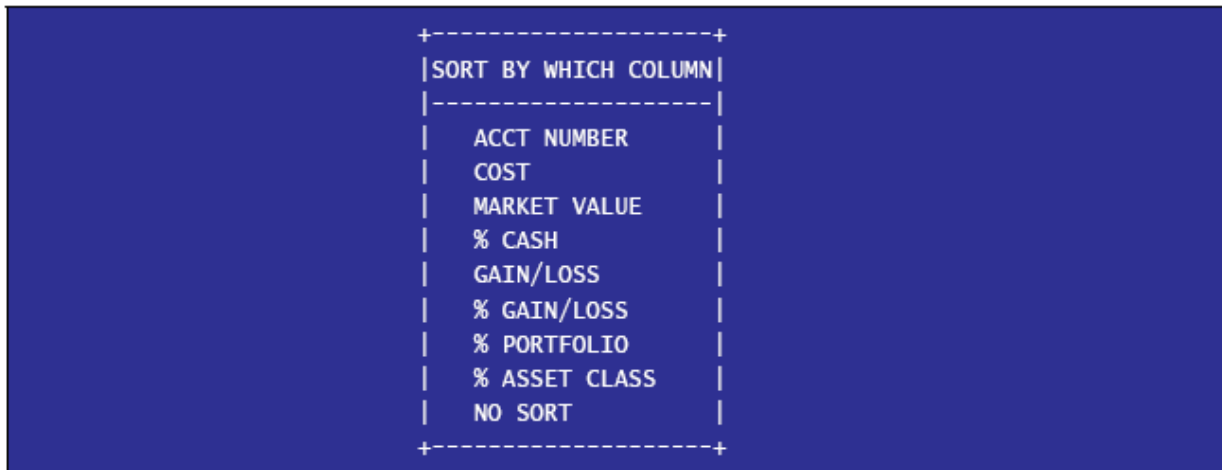 +--------------------+
|SORT BY WHICH COLUMN|
|--------------------|
|   ACCT NUMBER      |
|   COST             |
|   MARKET VALUE     |
|   % CASH           |
|   GAIN/LOSS        |
|   % GAIN/LOSS      |
|   % PORTFOLIO      |
|   % ASSET CLASS    |
|   NO SORT          |
+--------------------+